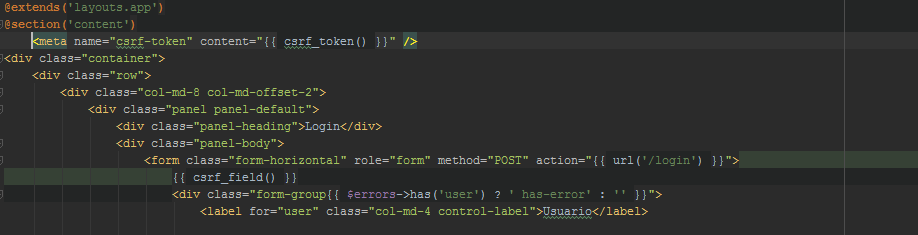 @extends('layouts.app')
@section('content')
<meta name="csrf-token" content="{{ csrf_token() }}" />
<div class="container">
<div class="row">
<div class="col-md-8 col-md-offset-2">
<div class="panel panel-default">
<div class="panel-heading">Login</div>
<div class="panel-body">
<form class="form-horizontal" role="form" method="POST" action="{{ url('/login') }}">
{{ csrf_field() }}
<div class="form-group{{ $errors->has('user') ? ' has-error' : '' }}">
<label for="user" class="col-md-4 control-label">Usuario</label>